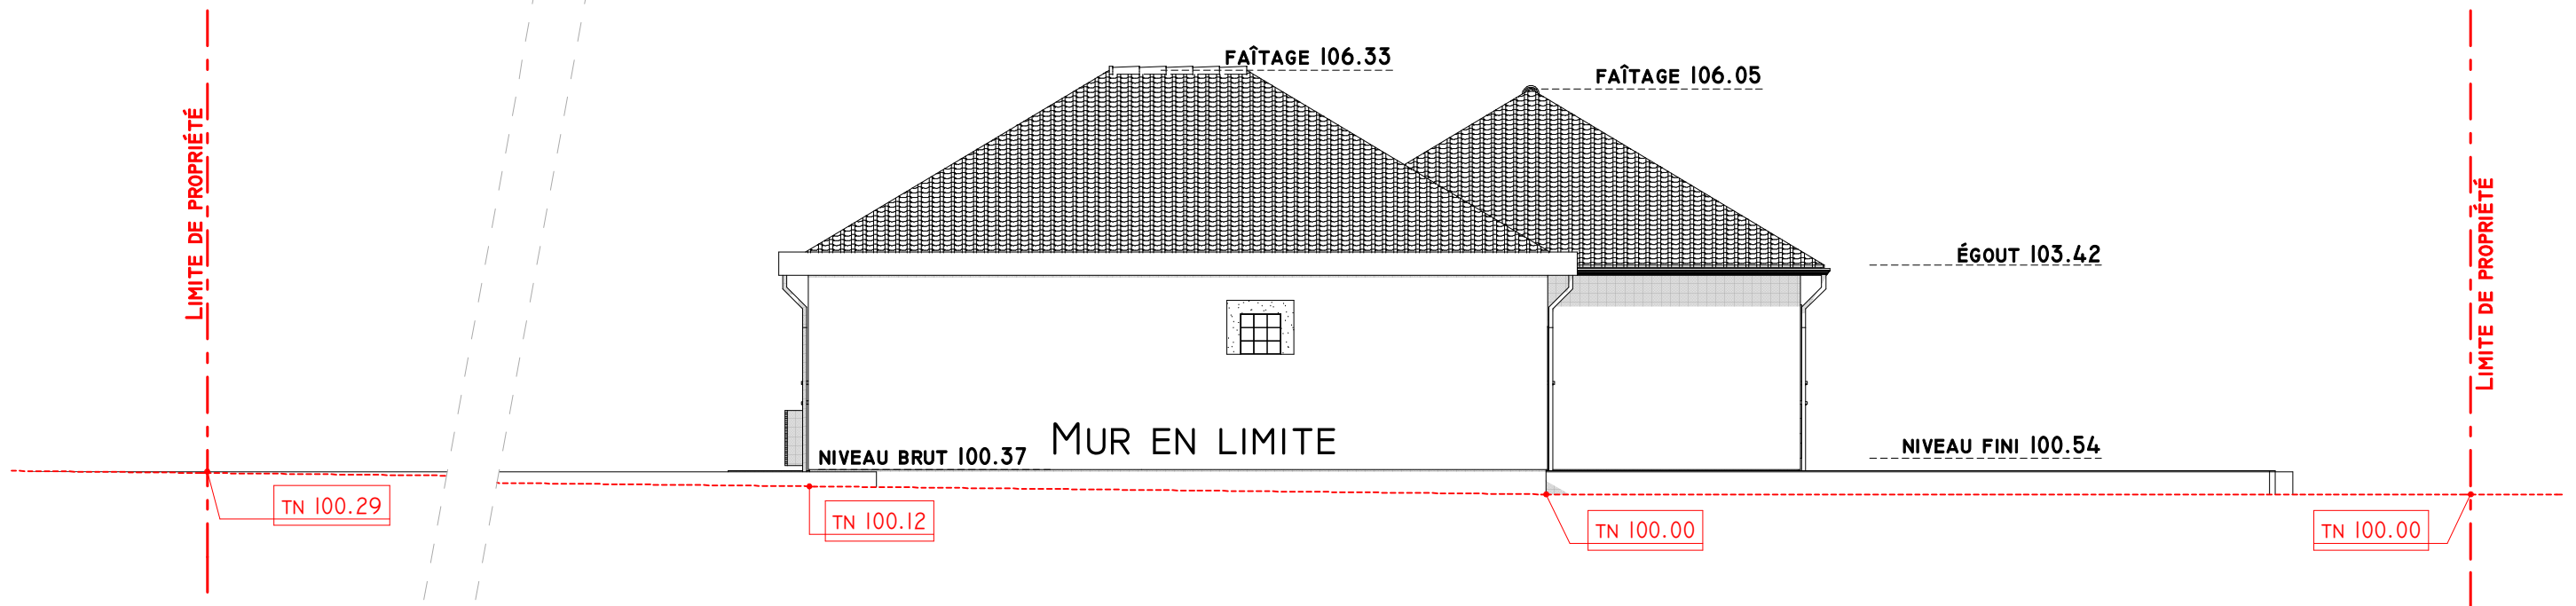 FAÎTAGE 106.33
FAÎTAGE 106.05
LIMITE DE PROPRIÉTÉ
LIMITE DE PROPRIÉTÉ
ÉGOUT 103.42
MUR EN LIMITE
NIVEAU BRUT 100.37
NIVEAU FINI 100.54
TN 100.29
TN 100.12
TN 100.00
TN 100.00